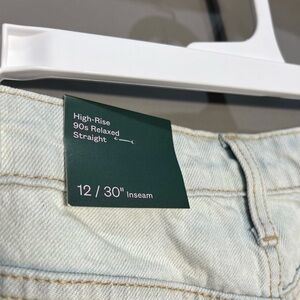 High-Rise
90s Relaxed
Straight
12 / 30" Inseam